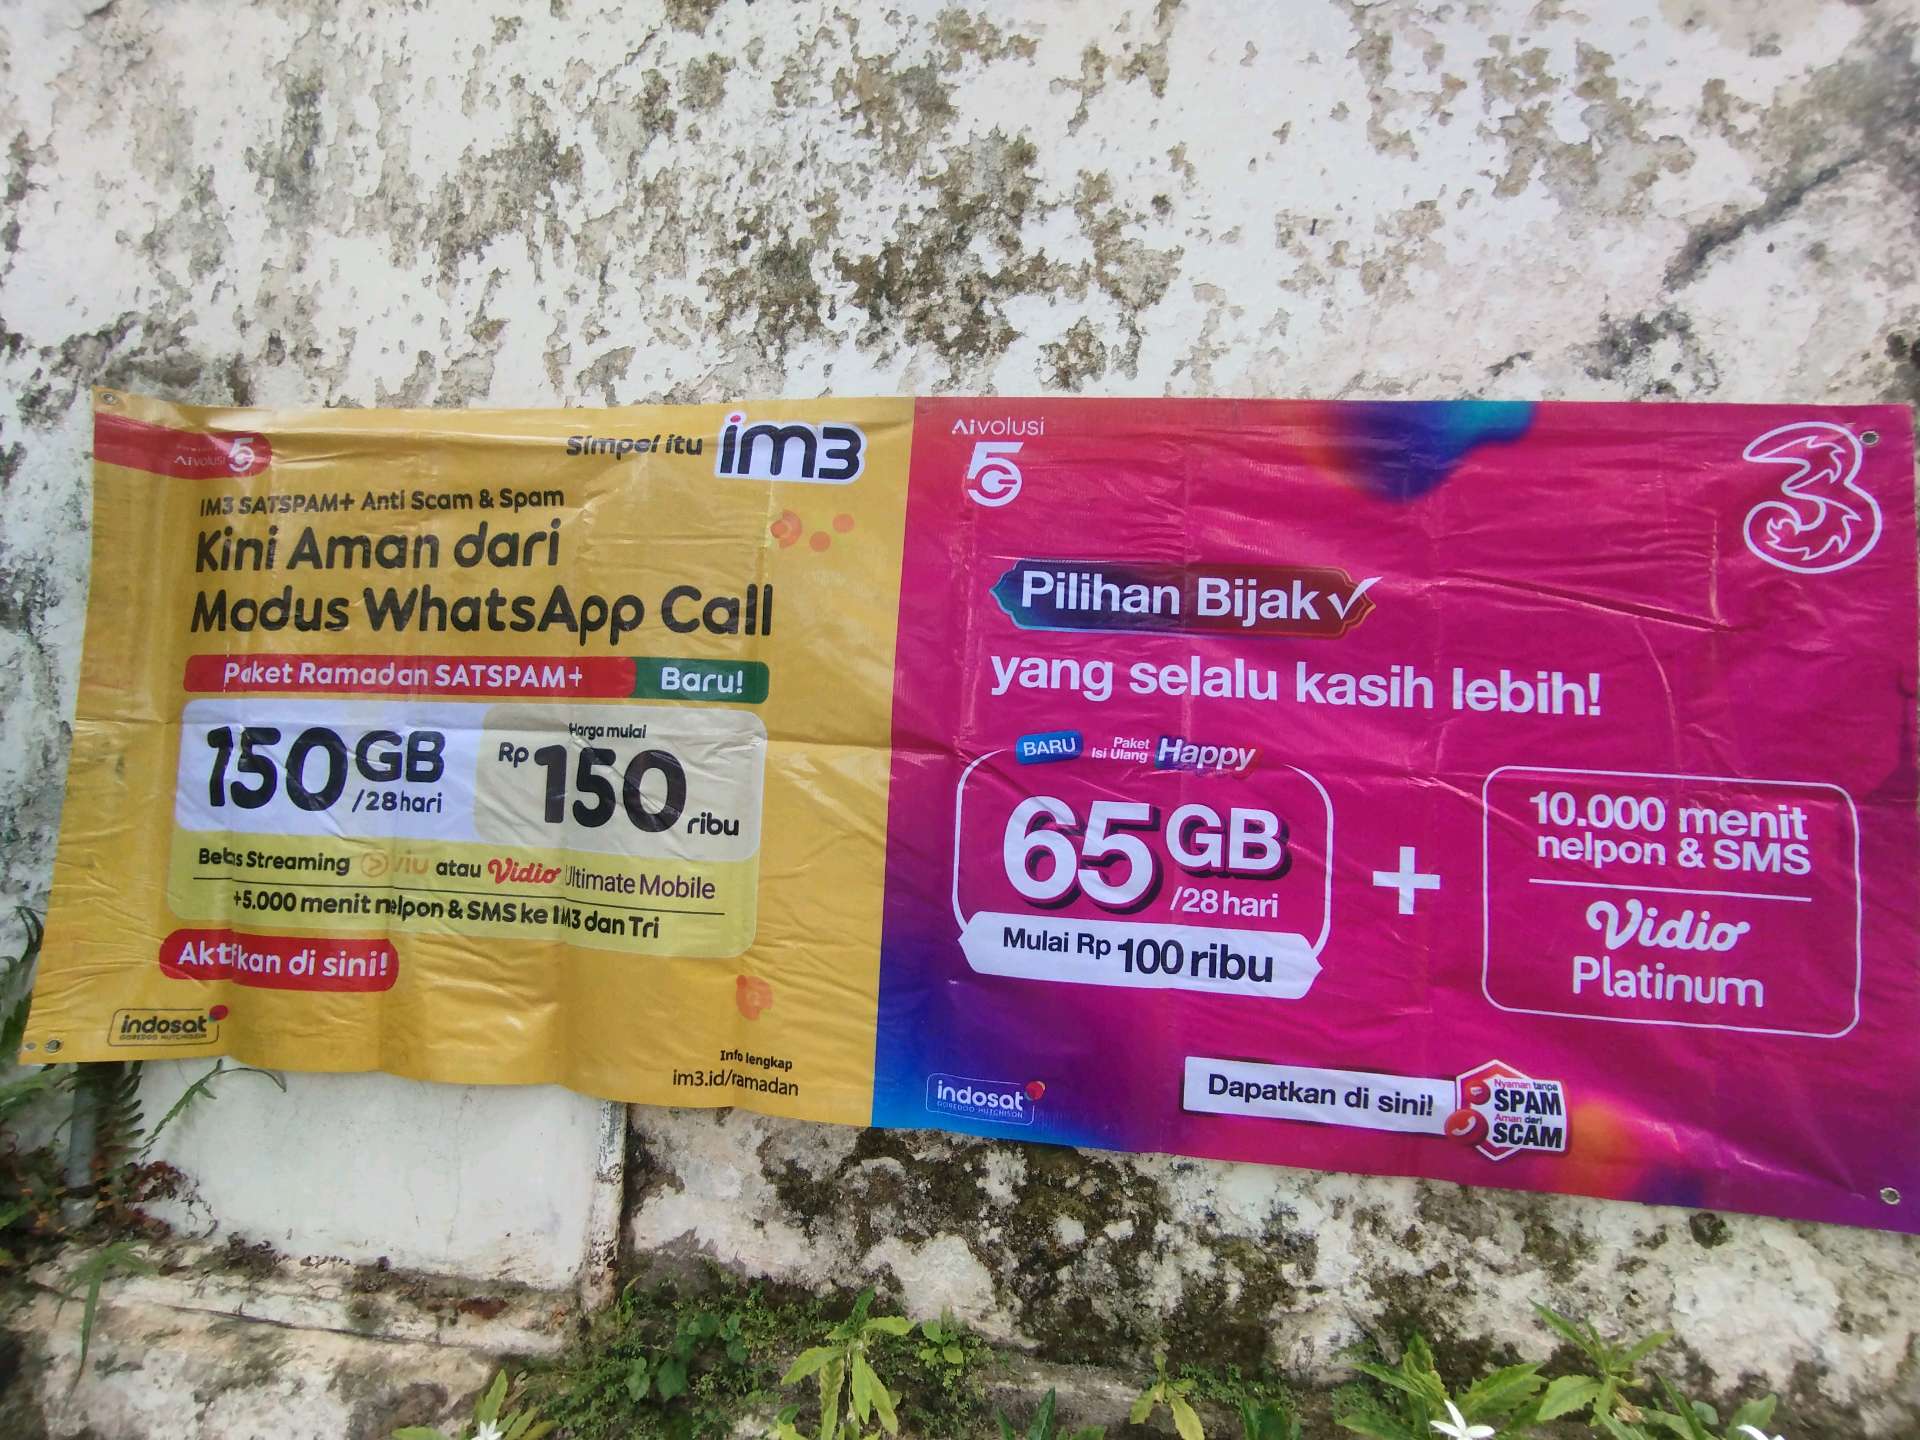 Aivolusi 5G
Simpel itu im3
IM3 SATSPAM+ Anti Scam & Spam
Kini Aman dari
Modus WhatsApp Call
Paket Ramadan SATSPAM+ Baru!
150GB /28hari
Harga mulai
Rp 150 ribu
Bebas Streaming viu atau Vidio Ultimate Mobile
+5.000 menit nelpon & SMS ke IM3 dan Tri
Aktifkan di sini!
indosat
OOREDOO HUTCHISON
Info lengkap
im3.id/ramadan
Aivolusi
5G
3
Pilihan Bijak
yang selalu kasih lebih!
BARU Paket Isi Ulang Happy
65GB /28hari
Mulai Rp 100 ribu
+
10.000 menit
nelpon & SMS
Vidio
Platinum
indosat
OOREDOO HUTCHISON
Dapatkan di sini!
Nyaman tanpa
SPAM
Aman dari
SCAM